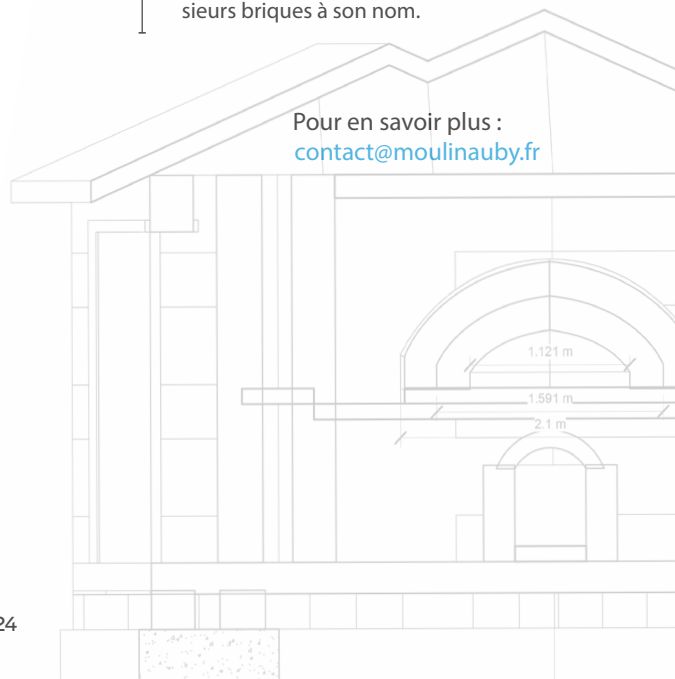 sieurs briques à son nom.
Pour en savoir plus :
contact@moulinauby.fr
1.121 m
1.591 m
2.1 m
24